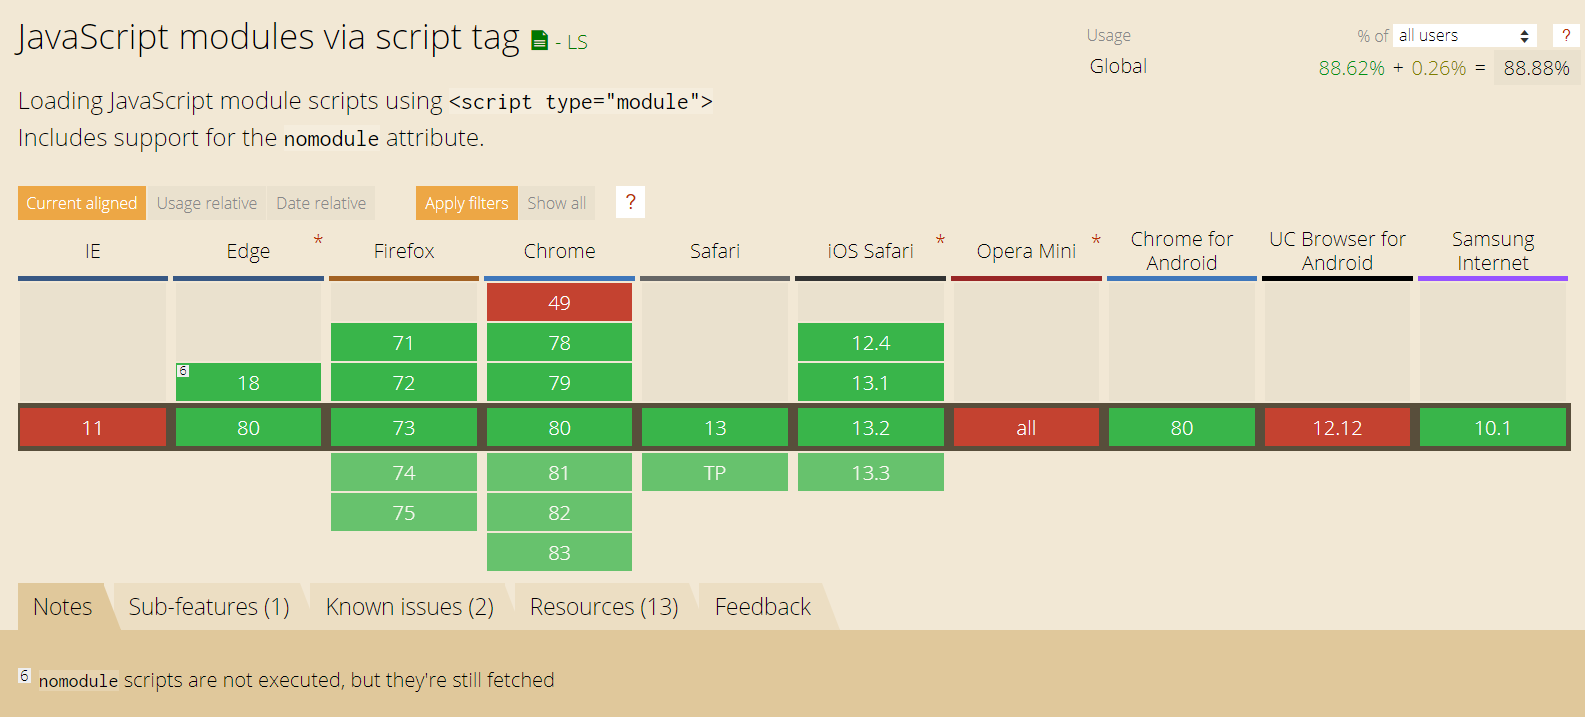 JavaScript modules via script tag - LS
Usage % of all users ?
Global 88.62% + 0.26% = 88.88%
Loading JavaScript module scripts using <script type="module">
Includes support for the nomodule attribute.
Current aligned Usage relative Date relative Apply filters Show all ?
IE Edge * Firefox Chrome Safari iOS Safari * Opera Mini * Chrome for Android UC Browser for Android Samsung Internet
49
71 78 12.4
6 18 72 79 13.1
11 80 73 80 13 13.2 all 80 12.12 10.1
74 81 TP 13.3
75 82
83
Notes Sub-features (1) Known issues (2) Resources (13) Feedback
6 nomodule scripts are not executed, but they're still fetched